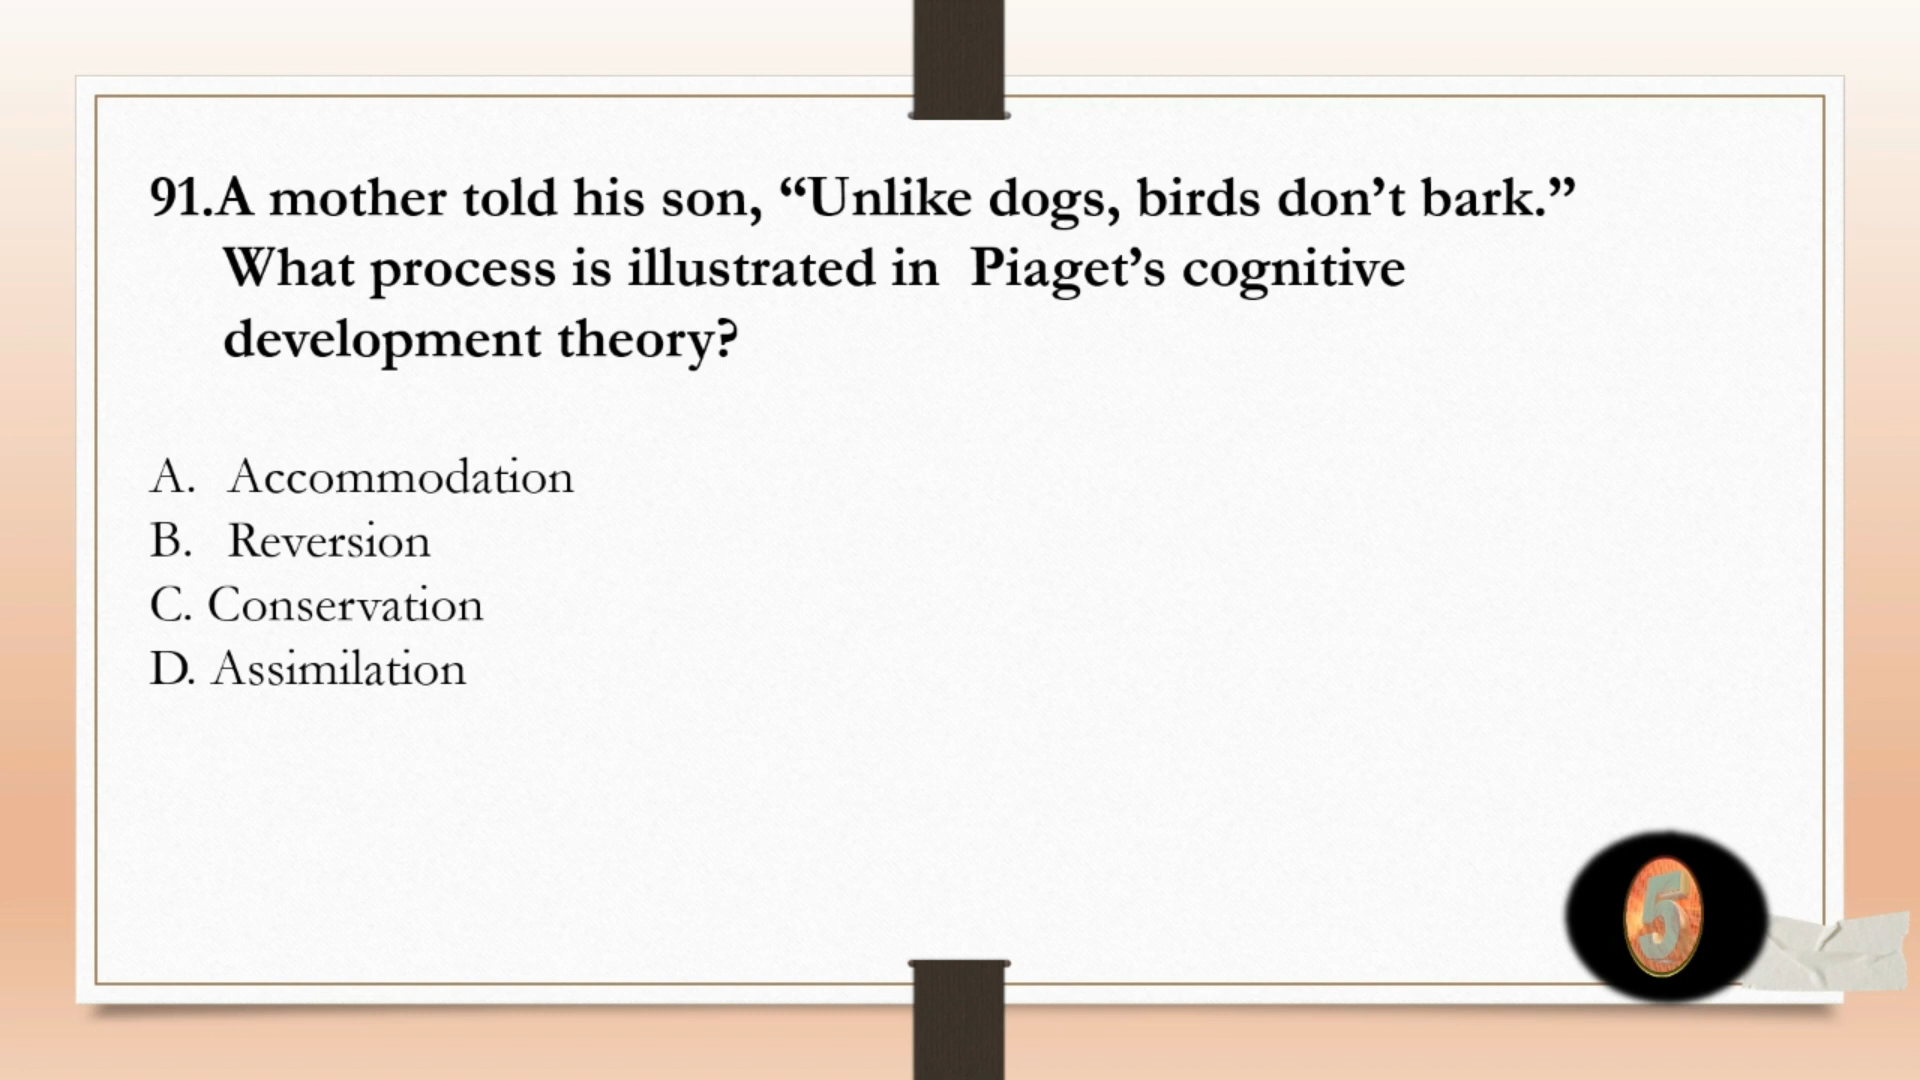 91.A mother told his son, “Unlike dogs, birds don’t bark.”
What process is illustrated in  Piaget’s cognitive
development theory?
A. Accommodation
B. Reversion
C. Conservation
D. Assimilation
5